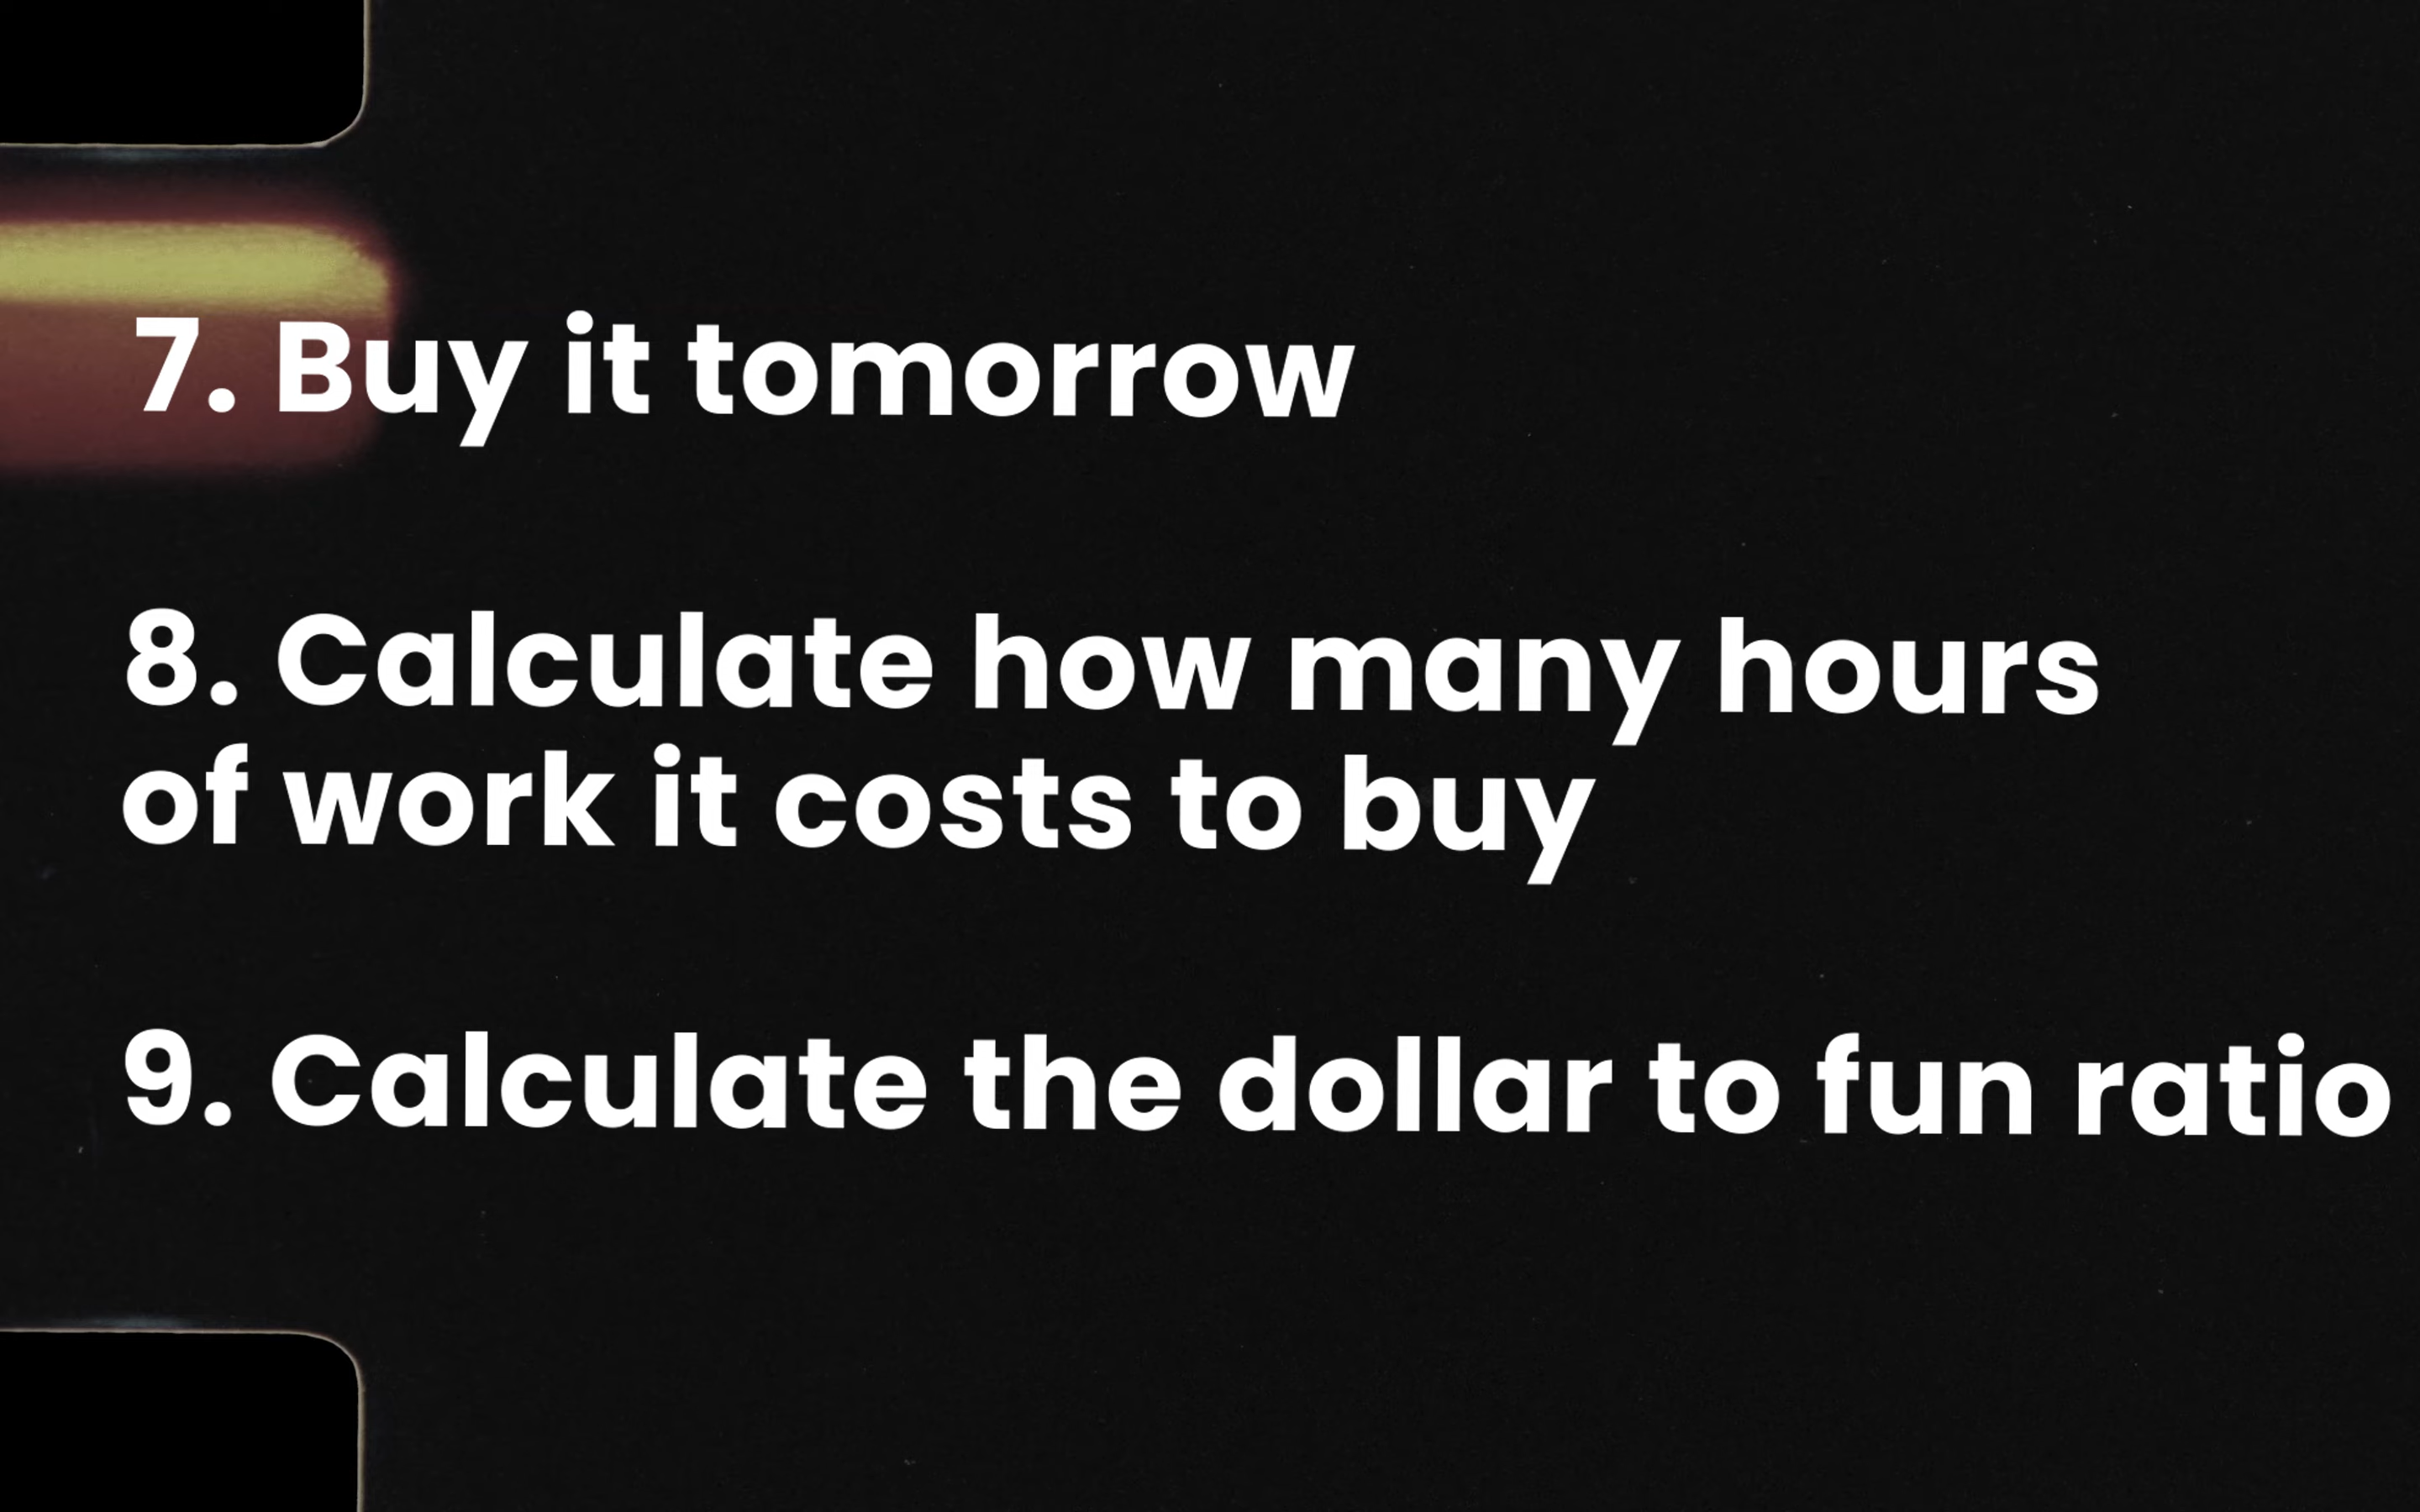 7. Buy it tomorrow
8. Calculate how many hours
of work it costs to buy
9. Calculate the dollar to fun ratio